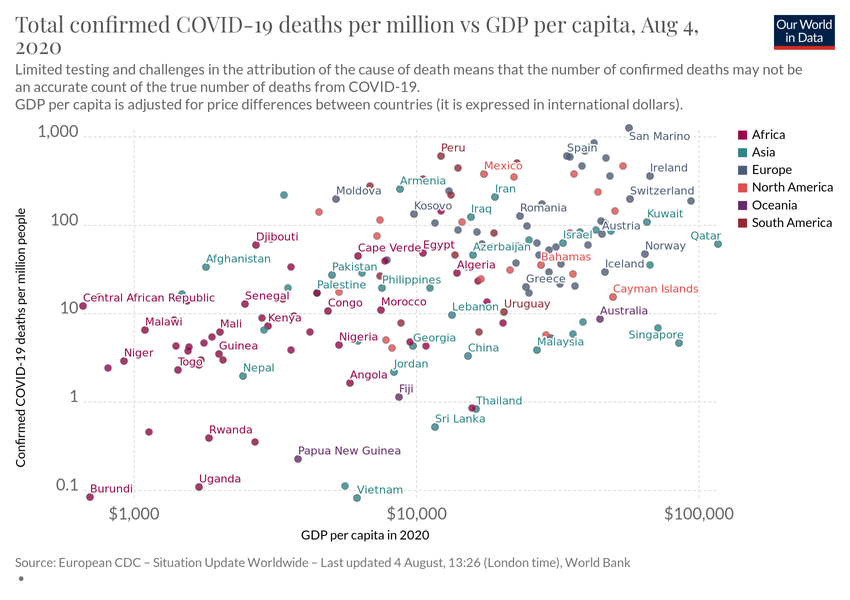 Total confirmed COVID-19 deaths per million vs GDP per capita, Aug 4,
2020
Our World
in Data
Limited testing and challenges in the attribution of the cause of death means that the number of confirmed deaths may not be
an accurate count of the true number of deaths from COVID-19.
GDP per capita is adjusted for price differences between countries (it is expressed in international dollars).
Confirmed COVID-19 deaths per million people
1,000
100
10
1
0.1
San Marino
Spain
Peru
Mexico
Ireland
Armenia
Moldova
Iran
Switzerland
Kosovo
Iraq
Romania
Kuwait
Austria
Djibouti
Israel
Qatar
Cape Verde
Egypt
Azerbaijan
Norway
Afghanistan
Pakistan
Algeria
Bahamas
Iceland
Palestine
Philippines
Greece
Cayman Islands
Central African Republic
Senegal
Congo
Morocco
Lebanon
Uruguay
Australia
Malawi
Mali
Kenya
Nigeria
Georgia
Malaysia
Singapore
Niger
Togo
Guinea
China
Nepal
Jordan
Angola
Fiji
Thailand
Sri Lanka
Rwanda
Papua New Guinea
Burundi
Uganda
Vietnam
Africa
Asia
Europe
North America
Oceania
South America
$1,000
$10,000
$100,000
GDP per capita in 2020
Source: European CDC – Situation Update Worldwide – Last updated 4 August, 13:26 (London time), World Bank